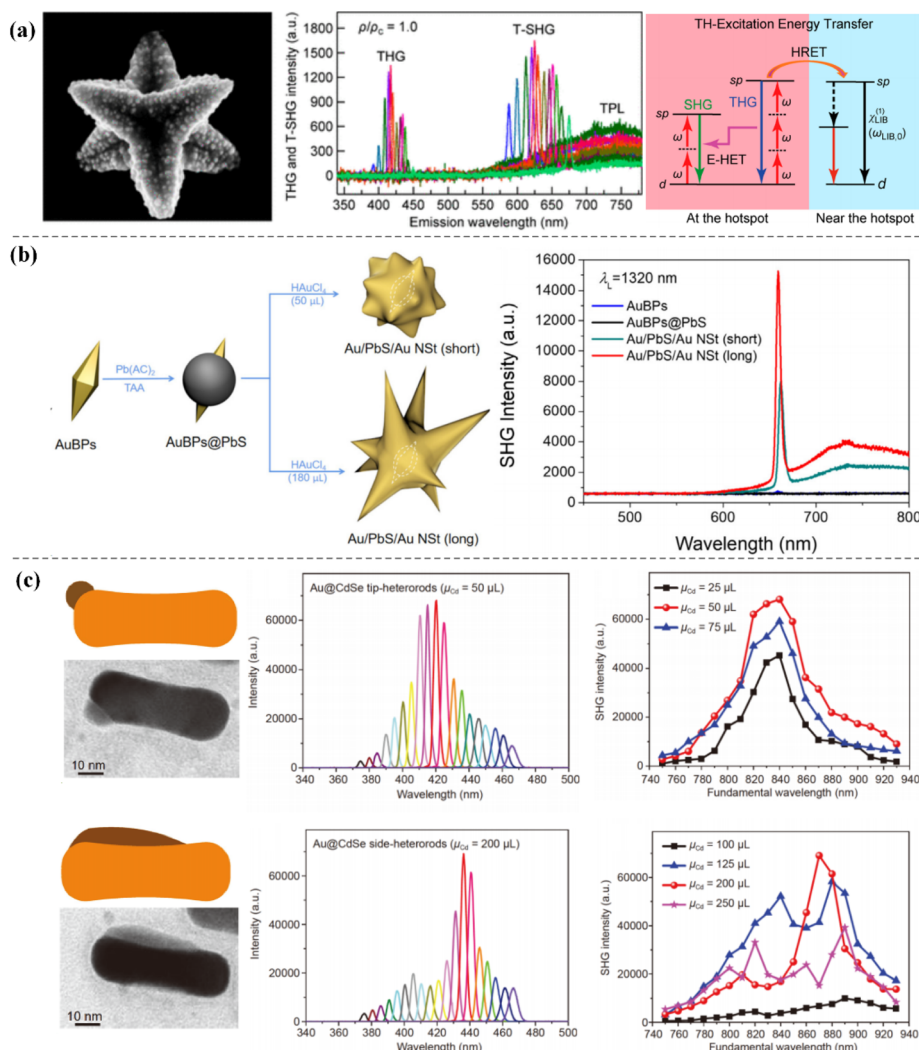 (a)
THG and T-SHG intensity (a.u.)
1800
1500
1200
900
600
300
0
ρ/ρc = 1.0
THG
T-SHG
TPL
350 400 450 500 550 600 650 700 750
Emission wavelength (nm)
TH-Excitation Energy Transfer
HRET
sp
SHG
THG
ω
sp
ω
E-HET
ω
ω
ω
d
sp
χ(1)LIB
(ωLIB,0)
d
At the hotspot
Near the hotspot
(b)
AuBPs
Pb(AC)2
TAA
AuBPs@PbS
HAuCl4
(50 μL)
Au/PbS/Au NSt (short)
HAuCl4
(180 μL)
Au/PbS/Au NSt (long)
SHG Intensity (a.u.)
16000
14000
12000
10000
8000
6000
4000
2000
0
λL=1320 nm
AuBPs
AuBPs@PbS
Au/PbS/Au NSt (short)
Au/PbS/Au NSt (long)
500 600 700 800
Wavelength (nm)
(c)
10 nm
Intensity (a.u.)
60000
40000
20000
0
Au@CdSe tip-heterorods (μCd = 50 μL)
340 360 380 400 420 440 460 480 500
Wavelength (nm)
SHG intensity (a.u.)
60000
40000
20000
0
μCd = 25 μL
μCd = 50 μL
μCd = 75 μL
740 760 780 800 820 840 860 880 900 920 940
Fundamental wavelength (nm)
10 nm
Intensity (a.u.)
80000
60000
40000
20000
0
Au@CdSe side-heterorods (μCd = 200 μL)
340 360 380 400 420 440 460 480 500
Wavelength (nm)
SHG intensity (a.u.)
80000
60000
40000
20000
0
μCd = 100 μL
μCd = 125 μL
μCd = 200 μL
μCd = 250 μL
740 760 780 800 820 840 860 880 900 920 940
Fundamental wavelength (nm)